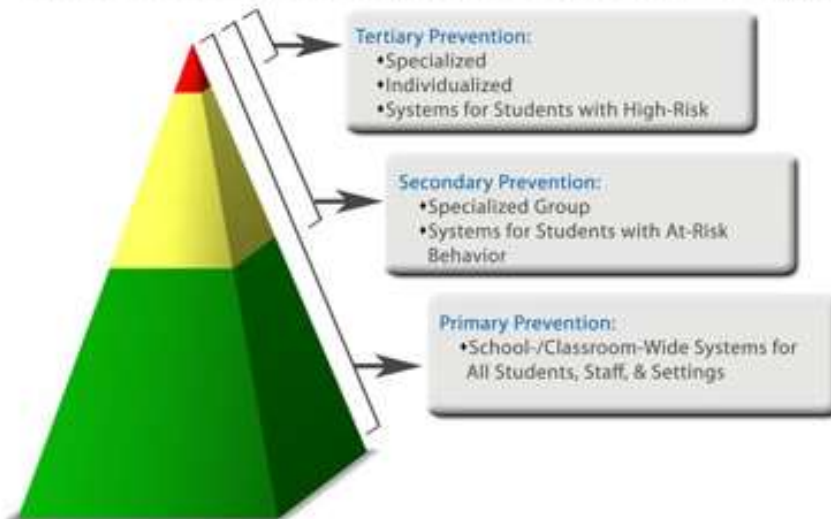 Tertiary Prevention:
•Specialized
•Individualized
•Systems for Students with High-Risk
Secondary Prevention:
•Specialized Group
•Systems for Students with At-Risk
Behavior
Primary Prevention:
•School-/Classroom-Wide Systems for
All Students, Staff, & Settings